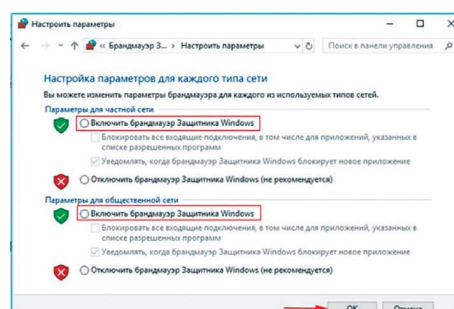 Настроить параметры
« Брандмауэр З... › Настроить параметры
Поиск в панели управления
Настройка параметров для каждого типа сети
Вы можете изменить параметры брандмауэра для каждого из используемых типов сетей.
Параметры для частной сети
Включить брандмауэр Защитника Windows
Блокировать все входящие подключения, в том числе для приложений, указанных в
списке разрешенных программ
Уведомлять, когда брандмауэр Защитника Windows блокирует новое приложение
Отключить брандмауэр Защитника Windows (не рекомендуется)
Параметры для общественной сети
Включить брандмауэр Защитника Windows
Блокировать все входящие подключения, в том числе для приложений, указанных в
списке разрешенных программ
Уведомлять, когда брандмауэр Защитника Windows блокирует новое приложение
Отключить брандмауэр Защитника Windows (не рекомендуется)
OK
Отмена